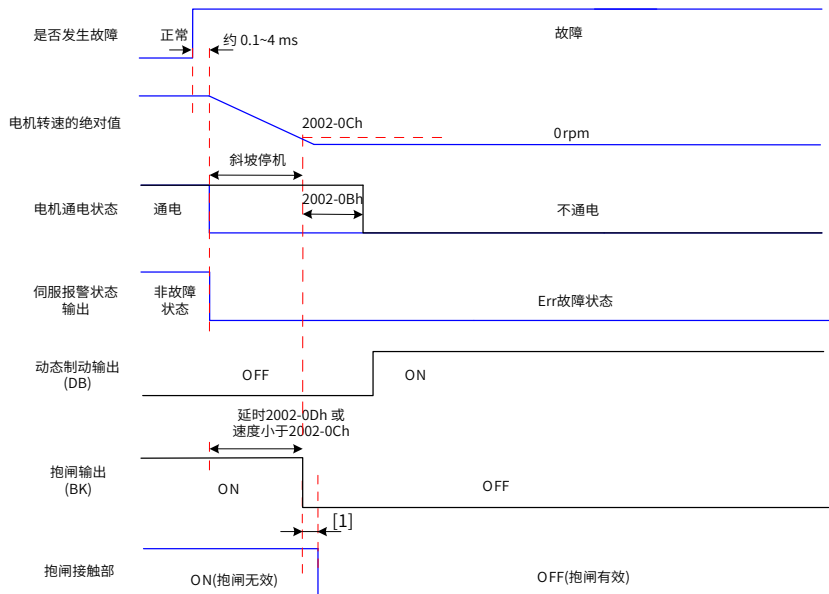 是否发生故障
正常
约 0.1~4 ms
故障
电机转速的绝对值
2002-0Ch
0rpm
斜坡停机
电机通电状态
通电
2002-0Bh
不通电
伺服报警状态
输出
非故障
状态
Err故障状态
动态制动输出
(DB)
OFF
ON
延时2002-0Dh 或
速度小于2002-0Ch
抱闸输出
(BK)
ON
OFF
[1]
抱闸接触部
ON(抱闸无效)
OFF(抱闸有效)